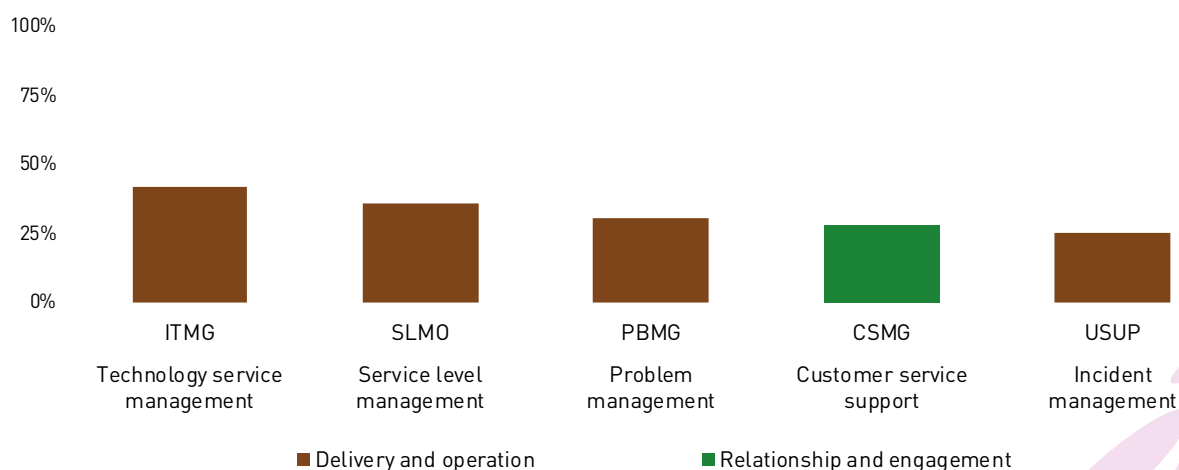 100%
75%
50%
25%
0%
ITMG SLMO PBMG CSMG USUP
Technology service Service level Problem Customer service Incident
management management management support management
Delivery and operation Relationship and engagement